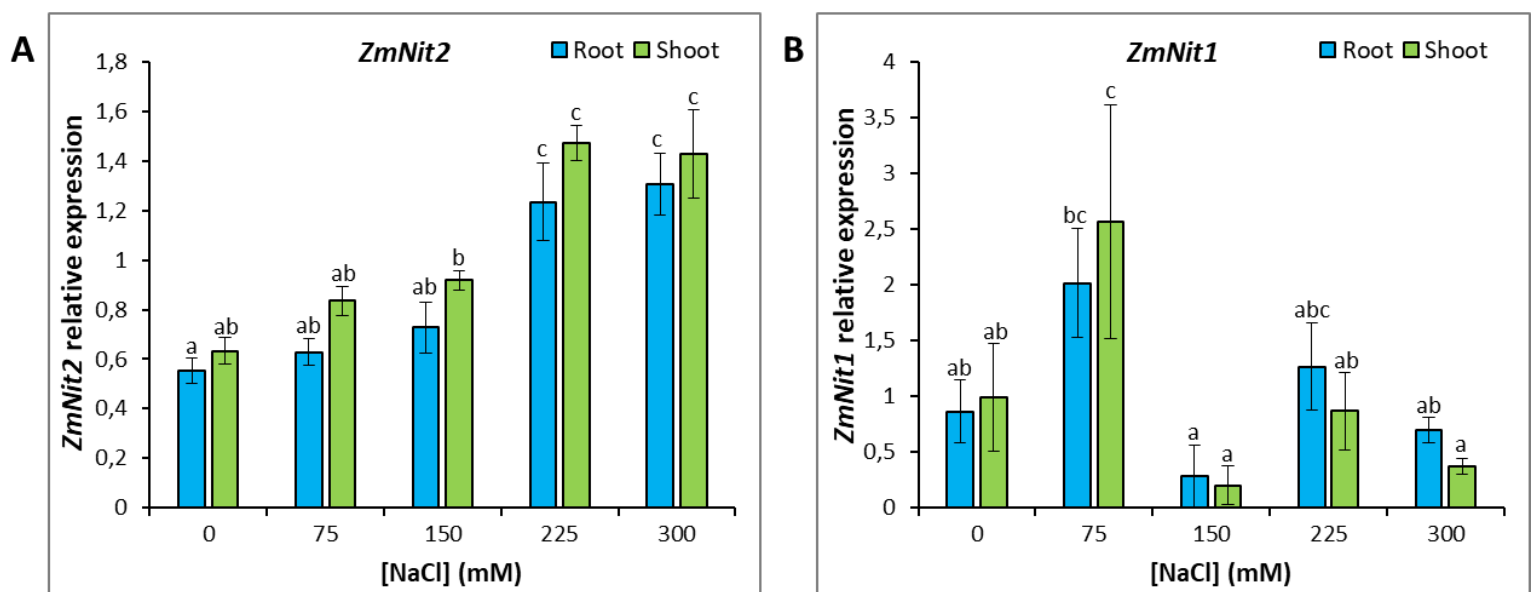 A
ZmNit2
Root Shoot
ZmNit2 relative expression
1,8
1,6
1,4
1,2
1
0,8
0,6
0,4
0,2
0
a ab ab ab ab b c c c c
0 75 150 225 300
[NaCl] (mM)
B
ZmNit1
Root Shoot
ZmNit1 relative expression
4
3,5
3
2,5
2
1,5
1
0,5
0
ab ab bc c a a abc ab ab a
0 75 150 225 300
[NaCl] (mM)